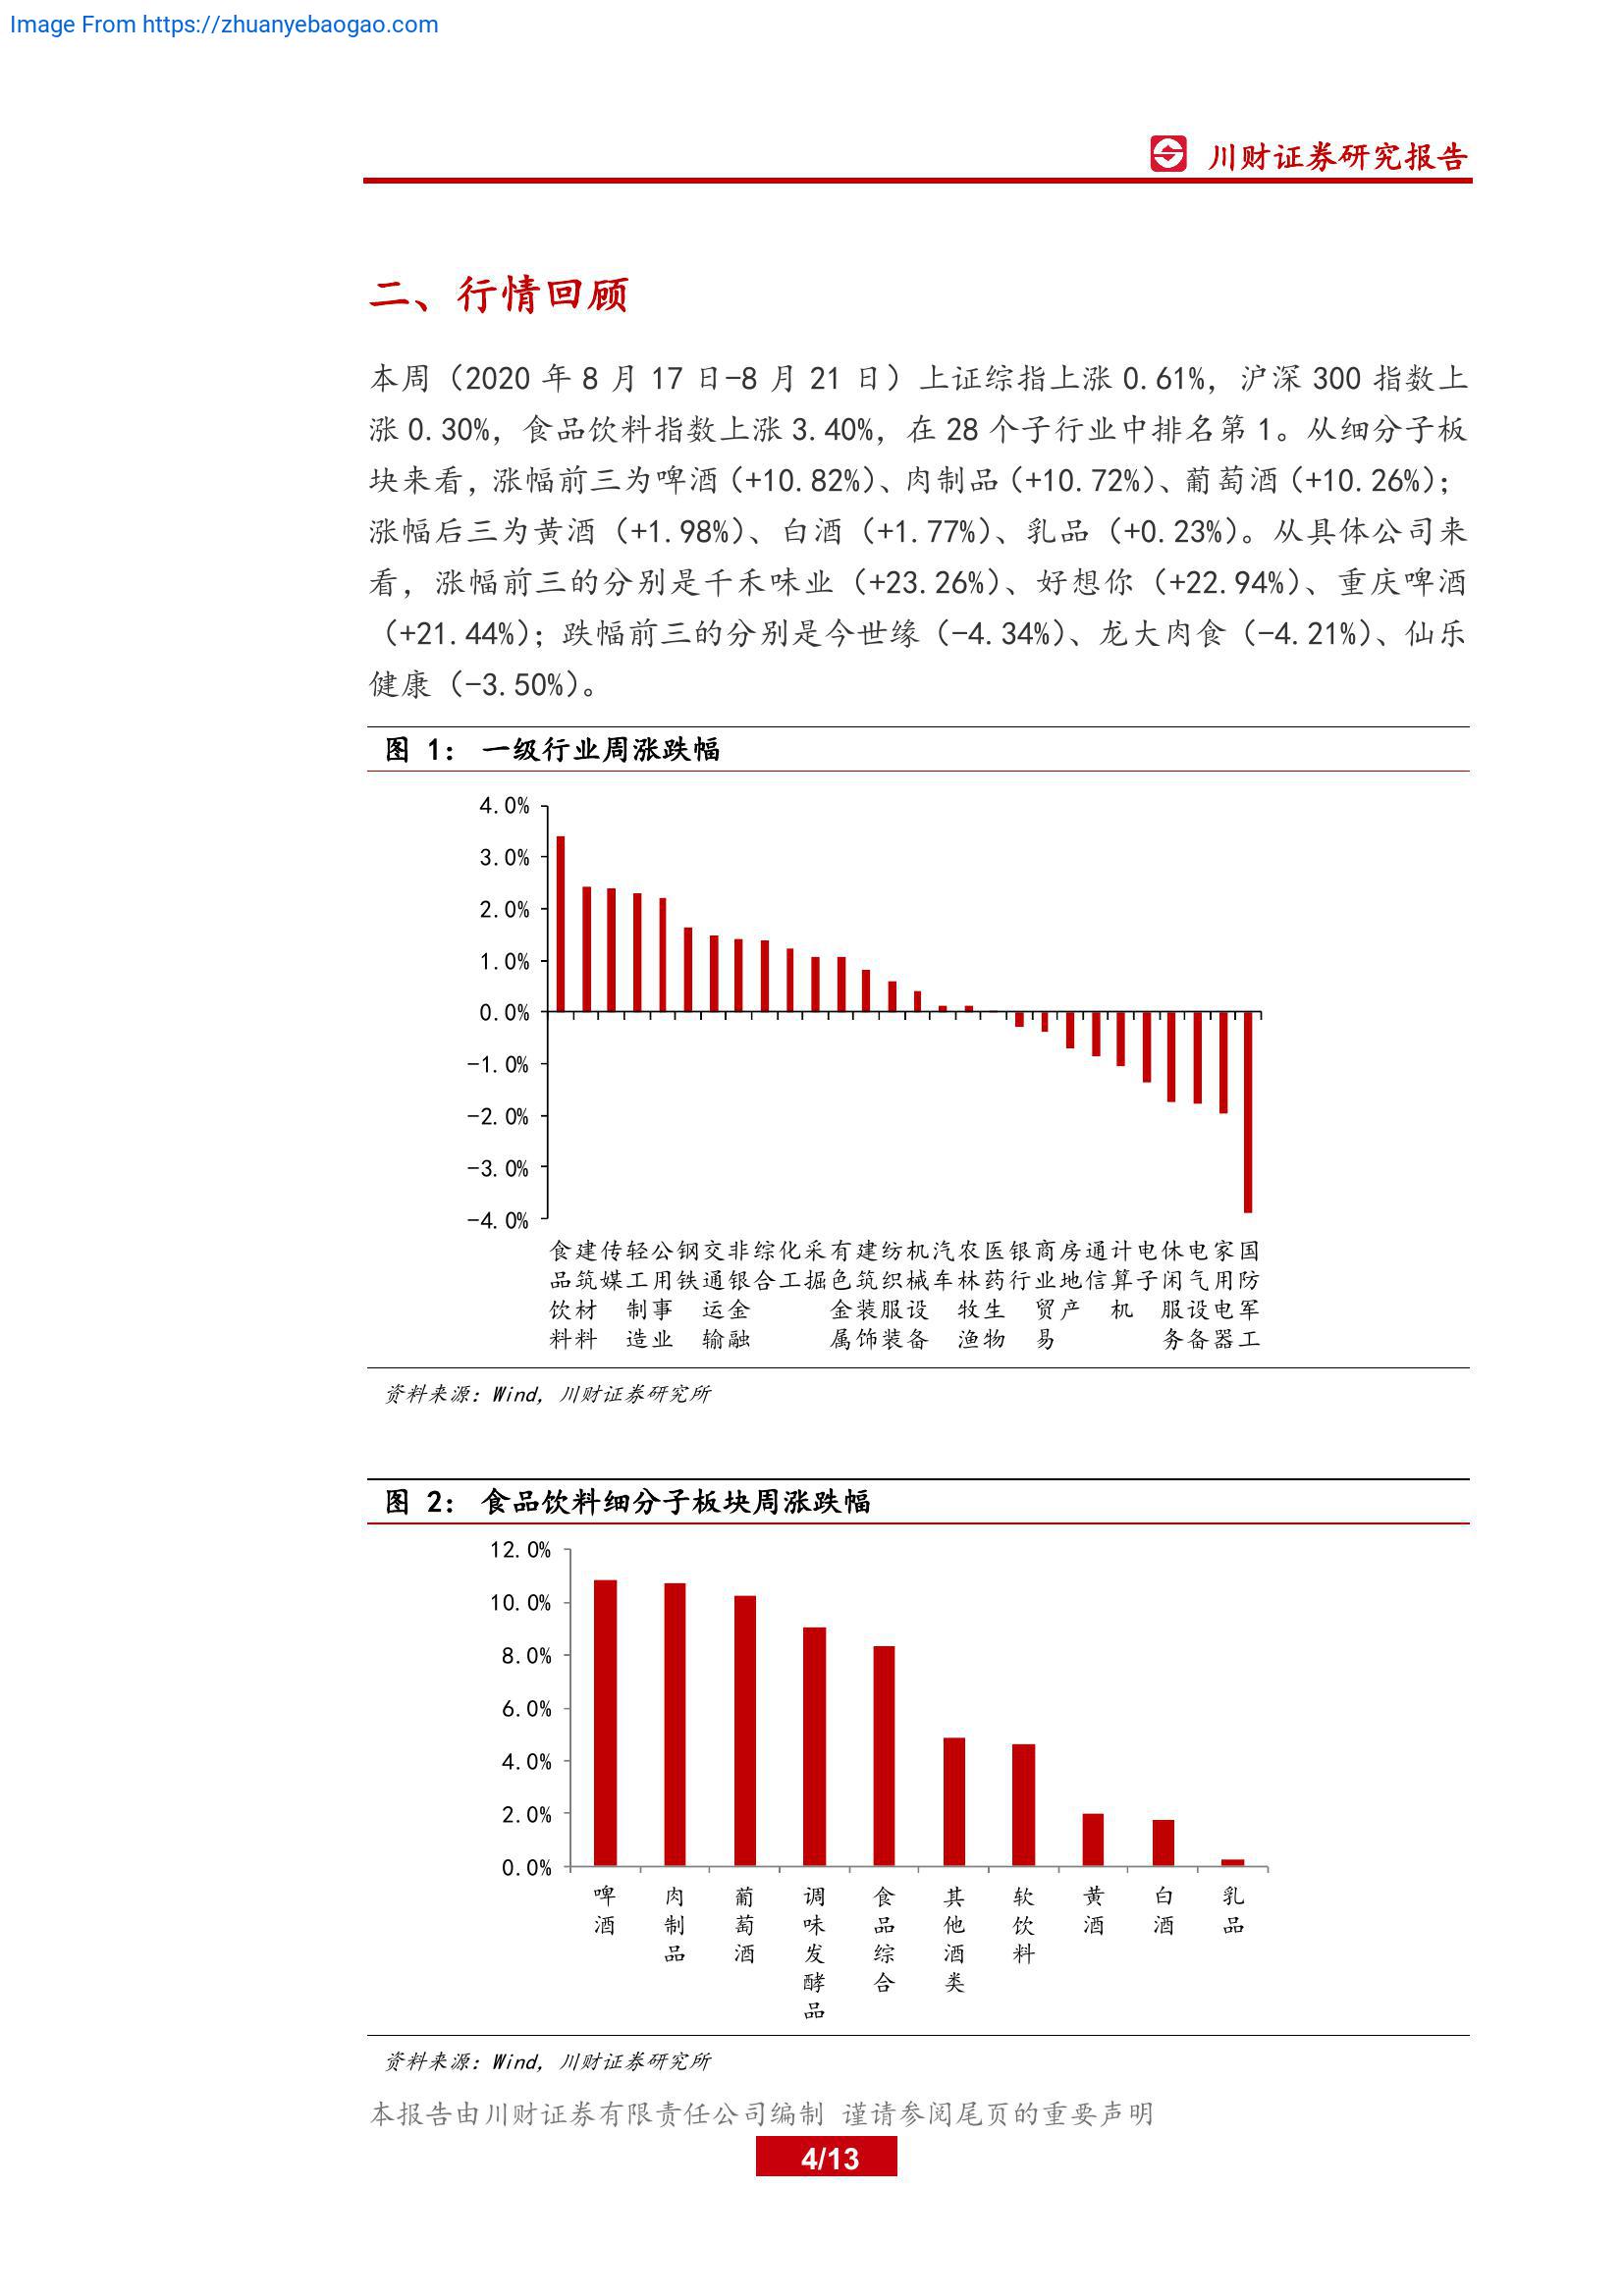 Image From https://zhuanyebaogao.com
川财证券研究报告
二、行情回顾
本周（2020 年 8 月 17 日-8 月 21 日）上证综指上涨 0.61%，沪深 300 指数上
涨 0.30%，食品饮料指数上涨 3.40%，在 28 个子行业中排名第 1。从细分子板
块来看，涨幅前三为啤酒（+10.82%）、肉制品（+10.72%）、葡萄酒（+10.26%）；
涨幅后三为黄酒（+1.98%）、白酒（+1.77%）、乳品（+0.23%）。从具体公司来
看，涨幅前三的分别是千禾味业（+23.26%）、好想你（+22.94%）、重庆啤酒
（+21.44%）；跌幅前三的分别是今世缘（-4.34%）、龙大肉食（-4.21%）、仙乐
健康（-3.50%）。
图 1： 一级行业周涨跌幅
4.0%
3.0%
2.0%
1.0%
0.0%
-1.0%
-2.0%
-3.0%
-4.0%
食品饮料
建筑材料
传媒
轻工制造
公用事业
钢铁
交通运输
非银金融
综合
化工
采掘
有色金属
建筑装饰
纺织服装
机械设备
汽车
农林牧渔
医药生物
银行
商业贸易
房地产
通信
计算机
电子
休闲服务
电气设备
家用电器
国防军工
资料来源：Wind，川财证券研究所
图 2： 食品饮料细分子板块周涨跌幅
12.0%
10.0%
8.0%
6.0%
4.0%
2.0%
0.0%
啤酒
肉制品
葡萄酒
调味发酵品
食品综合
其他酒类
软饮料
黄酒
白酒
乳品
资料来源：Wind，川财证券研究所
本报告由川财证券有限责任公司编制 谨请参阅尾页的重要声明
4/13